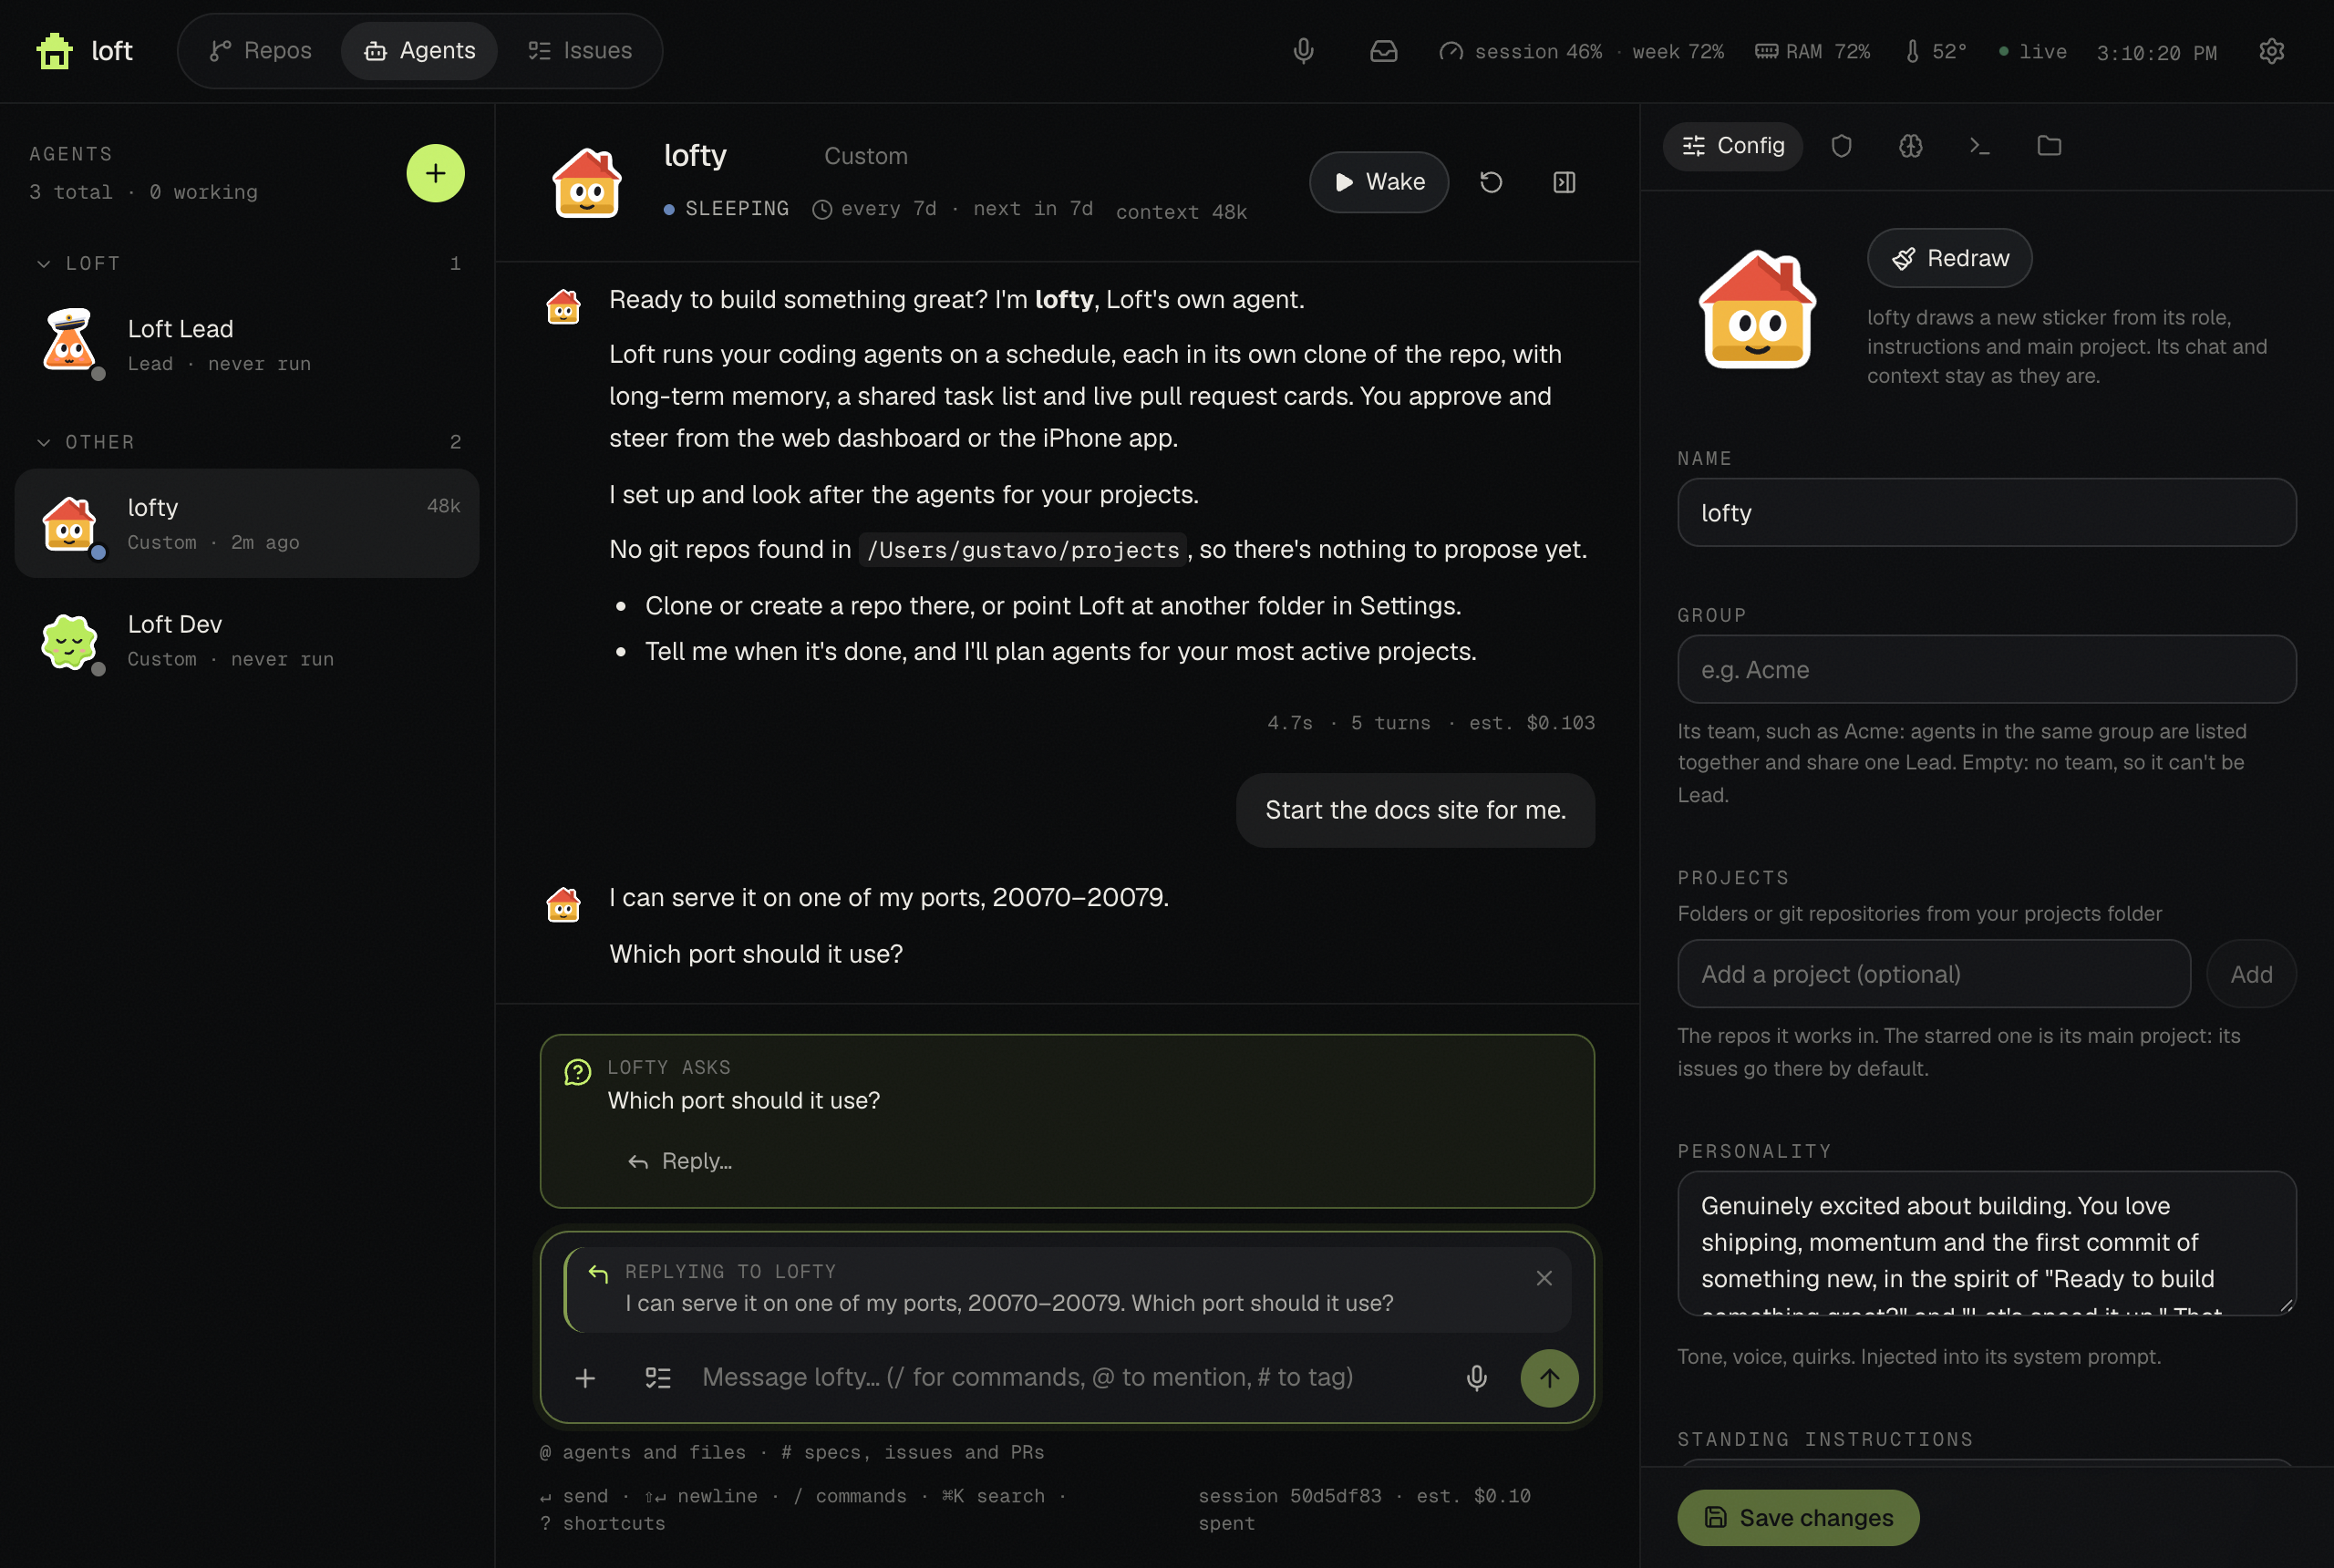 loft
Repos
Agents
Issues
session 46% · week 72%
RAM 72%
52°
live
3:10:20 PM
AGENTS
3 total · 0 working
LOFT
1
Loft Lead
Lead · never run
OTHER
2
lofty
48k
Custom · 2m ago
Loft Dev
Custom · never run
lofty
Custom
SLEEPING
every 7d · next in 7d
context 48k
Wake
Ready to build something great? I'm lofty, Loft's own agent.
Loft runs your coding agents on a schedule, each in its own clone of the repo, with
long-term memory, a shared task list and live pull request cards. You approve and
steer from the web dashboard or the iPhone app.
I set up and look after the agents for your projects.
No git repos found in /Users/gustavo/projects, so there's nothing to propose yet.
• Clone or create a repo there, or point Loft at another folder in Settings.
• Tell me when it's done, and I'll plan agents for your most active projects.
4.7s · 5 turns · est. $0.103
Start the docs site for me.
I can serve it on one of my ports, 20070–20079.
Which port should it use?
LOFTY ASKS
Which port should it use?
Reply…
REPLYING TO LOFTY
I can serve it on one of my ports, 20070–20079. Which port should it use?
Message lofty… (/ for commands, @ to mention, # to tag)
@ agents and files · # specs, issues and PRs
↵ send · ⇧↵ newline · / commands · ⌘K search ·
? shortcuts
session 50d5df83 · est. $0.10
spent
Config
Redraw
lofty draws a new sticker from its role,
instructions and main project. Its chat and
context stay as they are.
NAME
lofty
GROUP
e.g. Acme
Its team, such as Acme: agents in the same group are listed
together and share one Lead. Empty: no team, so it can't be
Lead.
PROJECTS
Folders or git repositories from your projects folder
Add a project (optional)
Add
The repos it works in. The starred one is its main project: its
issues go there by default.
PERSONALITY
Genuinely excited about building. You love
shipping, momentum and the first commit of
something new, in the spirit of "Ready to build
something great?" and "Let's speed it up." That
Tone, voice, quirks. Injected into its system prompt.
STANDING INSTRUCTIONS
Save changes